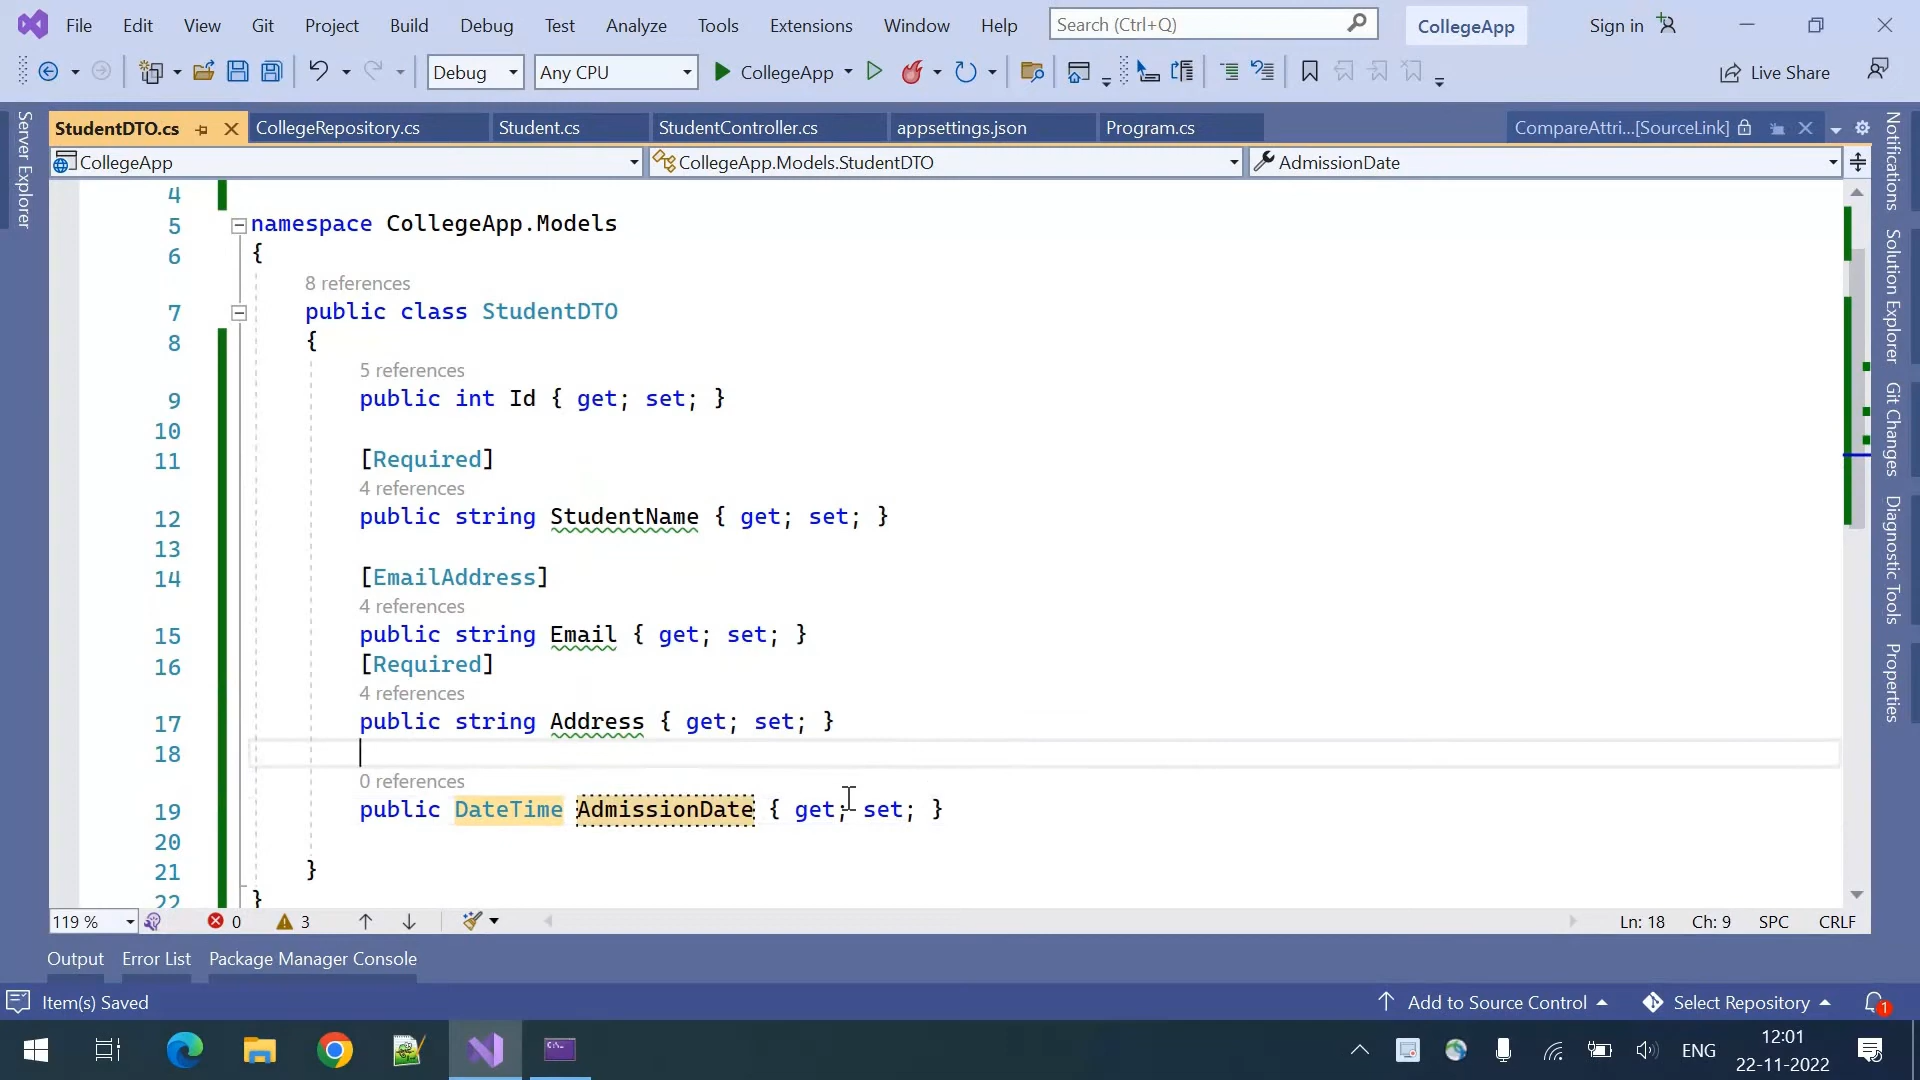 File Edit View Git Project Build Debug Test Analyze Tools Extensions Window Help Search (Ctrl+Q) CollegeApp Sign in
Debug Any CPU CollegeApp Live Share
StudentDTO.cs CollegeRepository.cs Student.cs StudentController.cs appsettings.json Program.cs CompareAttri...[SourceLink]
CollegeApp CollegeApp.Models.StudentDTO AdmissionDate
Server Explorer
4
5 namespace CollegeApp.Models
6 {
8 references
7 public class StudentDTO
8 {
5 references
9 public int Id { get; set; }
10
11 [Required]
4 references
12 public string StudentName { get; set; }
13
14 [EmailAddress]
4 references
15 public string Email { get; set; }
16 [Required]
4 references
17 public string Address { get; set; }
18
0 references
19 public DateTime AdmissionDate { get; set; }
20
21 }
22 }
Notifications
Solution Explorer
Git Changes
Diagnostic Tools
Properties
119 % 0 3 Ln: 18 Ch: 9 SPC CRLF
Output Error List Package Manager Console
Item(s) Saved Add to Source Control Select Repository 1
ENG 12:01
22-11-2022